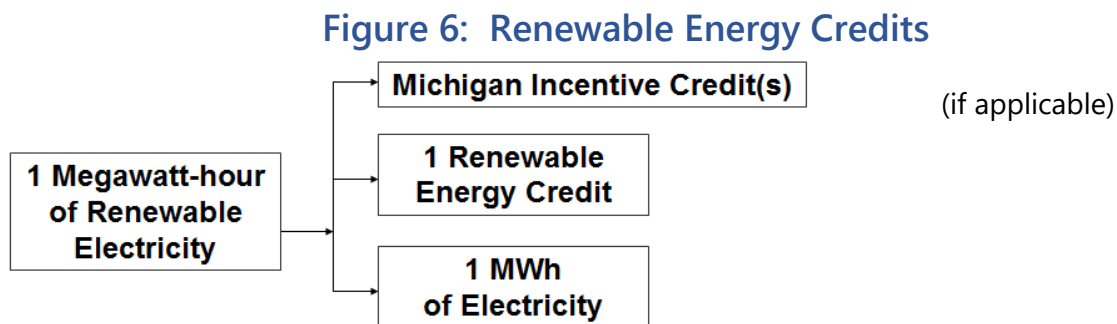 Figure 6: Renewable Energy Credits
Michigan Incentive Credit(s)
(if applicable)
1 Megawatt-hour
of Renewable
Electricity
1 Renewable
Energy Credit
1 MWh
of Electricity